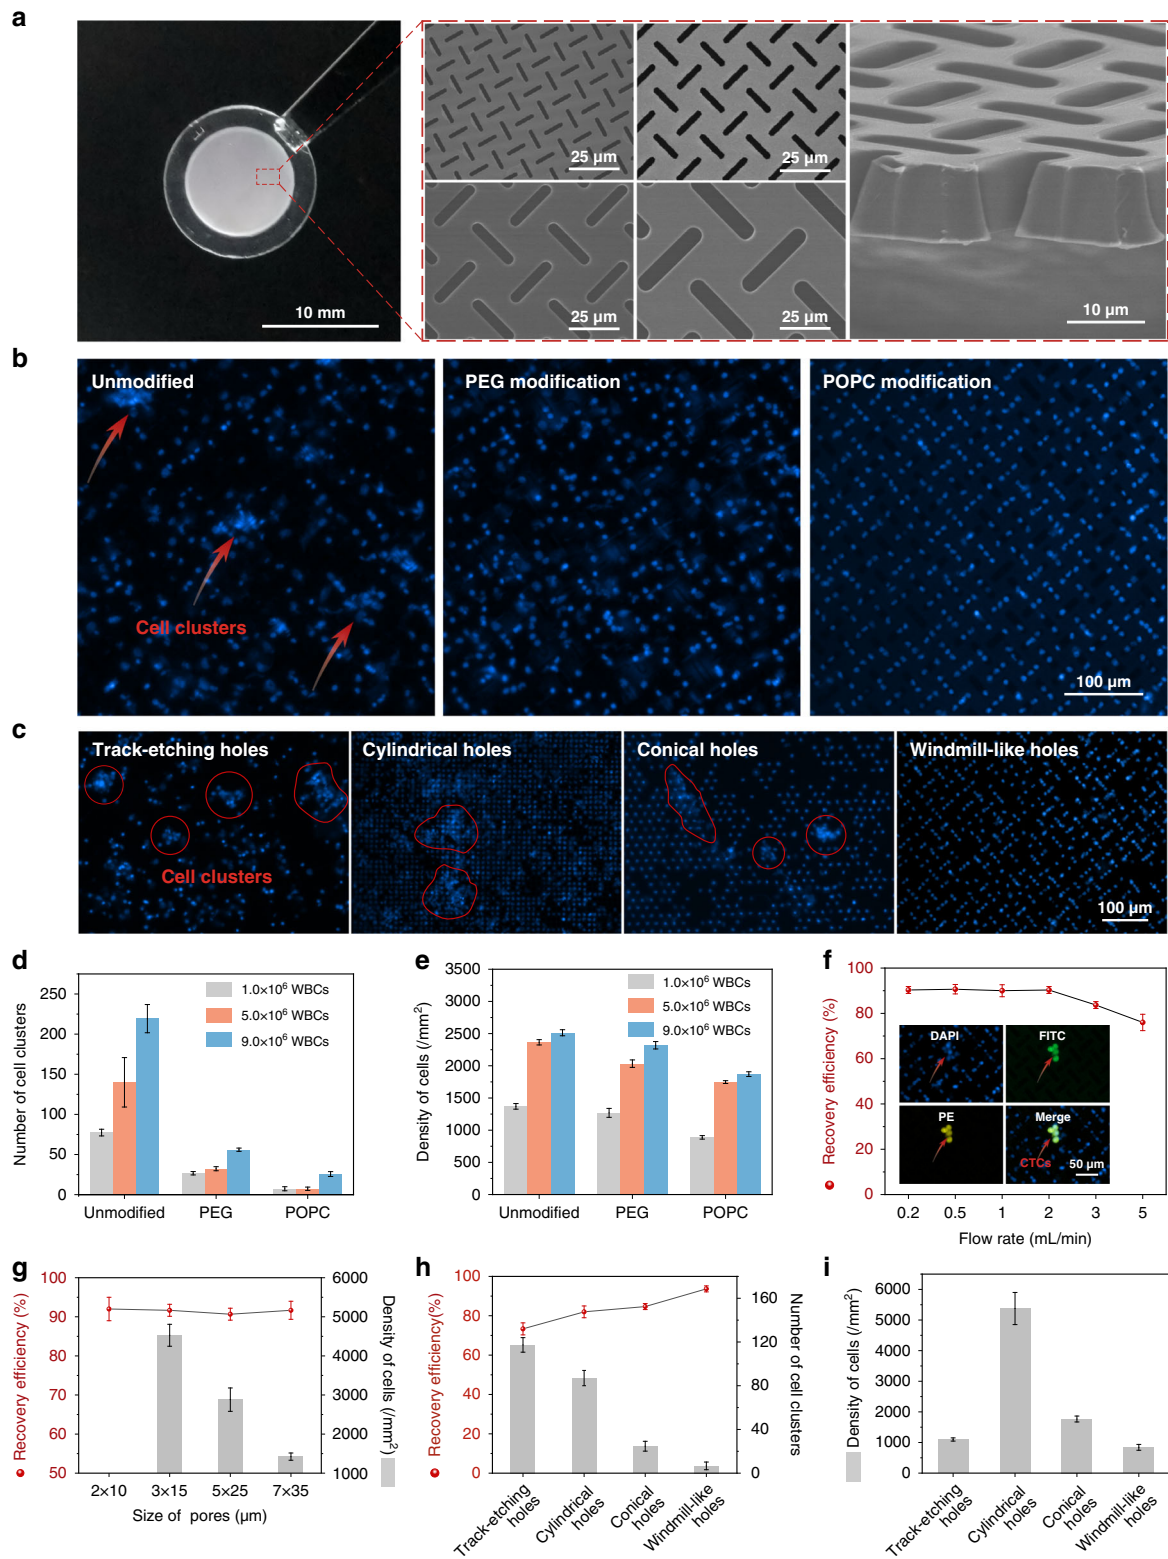 a
10 mm
25 µm
25 µm
25 µm
25 µm
10 µm
b
Unmodified
PEG modification
POPC modification
Cell clusters
100 µm
c
Track-etching holes
Cylindrical holes
Conical holes
Windmill-like holes
Cell clusters
100 µm
d
Number of cell clusters
250
200
150
100
75
50
25
0
1.0×10⁶ WBCs
5.0×10⁶ WBCs
9.0×10⁶ WBCs
Unmodified
PEG
POPC
e
Density of cells (/mm²)
3500
3000
2500
2000
1750
1500
1250
1000
500
0
1.0×10⁶ WBCs
5.0×10⁶ WBCs
9.0×10⁶ WBCs
Unmodified
PEG
POPC
f
Recovery efficiency (%)
100
80
60
40
20
0
DAPI
FITC
PE
Merge
CTCs
50 µm
0.2
0.5
1
2
3
5
Flow rate (mL/min)
g
Recovery efficiency (%)
100
90
80
70
60
50
6000
5000
4000
3000
2000
1000
Density of cells (/mm²)
2×10
3×15
5×25
7×35
Size of pores (µm)
h
Recovery efficiency(%)
100
80
60
40
20
0
160
120
80
40
0
Number of cell clusters
Track-etching holes
Cylindrical holes
Conical holes
Windmill-like holes
i
Density of cells (/mm²)
6000
5000
4000
3000
2000
1000
0
Track-etching holes
Cylindrical holes
Conical holes
Windmill-like holes